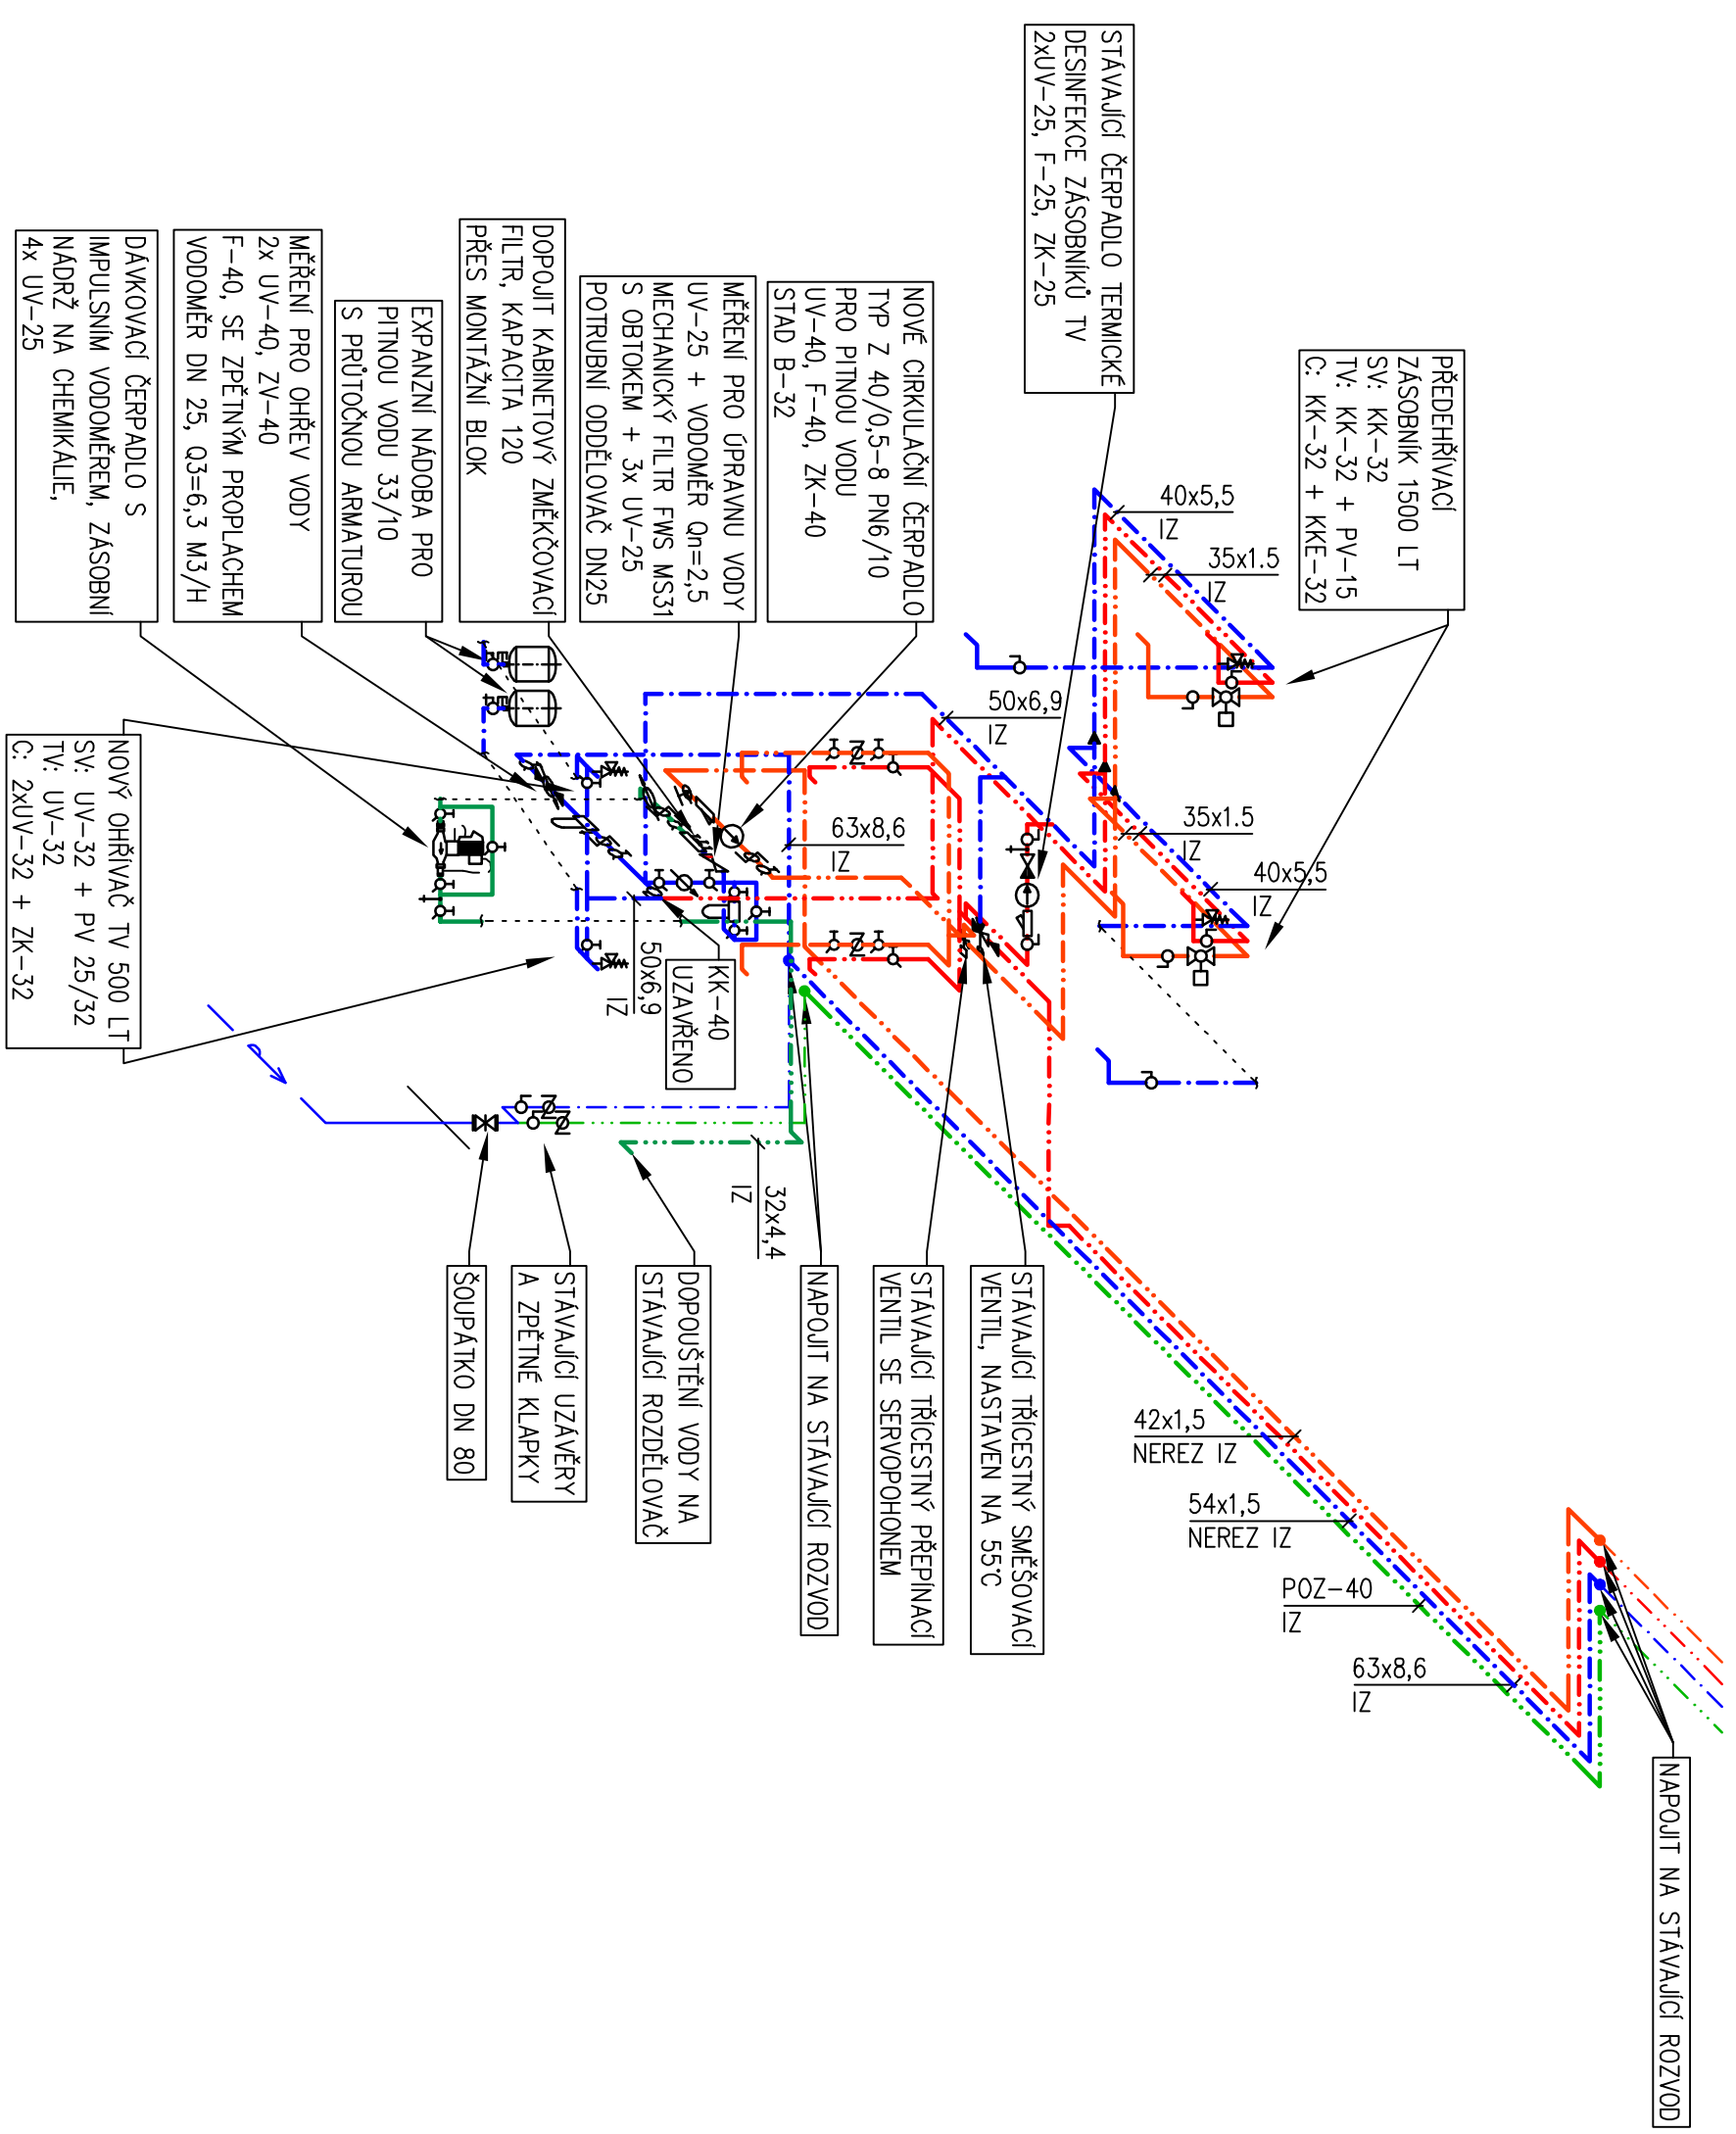 STÁVAJÍCÍ ČERPADLO TERMICKÉ
DESINFEKCE ZÁSOBNÍKŮ TV
2xUV-25, F-25, ZK-25
PŘEDEHŘÍVACÍ
ZÁSOBNÍK 1500 LT
SV: KK-32
TV: KK-32 + PV-15
C: KK-32 + KKE-32
NOVÉ CIRKULAČNÍ ČERPADLO
TYP Z 40/0,5-8 PN6/10
PRO PITNOU VODU
UV-40, F-40, ZK-40
STAD B-32
MĚŘENÍ PRO ÚPRAVNU VODY
UV-25 + VODOMĚR Qn=2,5
MECHANICKÝ FILTR FWS MS31
S OBTOKEM + 3x UV-25
POTRUBNÍ ODDĚLOVAČ DN25
DOPOJIT KABINETOVÝ ZMĚKČOVACÍ
FILTR, KAPACITA 120
PŘES MONTÁŽNÍ BLOK
EXPANZNÍ NÁDOBA PRO
PITNOU VODU 33/10
S PRŮTOČNOU ARMATUROU
MĚŘENÍ PRO OHŘEV VODY
2x UV-40, ZV-40
F-40, SE ZPĚTNÝM PROPLACHEM
VODOMĚR DN 25, Q3=6,3 M3/H
DÁVKOVACÍ ČERPADLO S
IMPULSNÍM VODOMĚREM, ZÁSOBNÍ
NÁDRŽ NA CHEMIKÁLIE,
4x UV-25
NOVÝ OHŘÍVAČ TV 500 LT
SV: UV-32 + PV 25/32
TV: UV-32
C: 2xUV-32 + ZK-32
40x5,5
IZ
35x1.5
IZ
50x6,9
IZ
35x1.5
IZ
40x5,5
IZ
63x8,6
IZ
50x6,9
IZ
KK-40
UZAVŘENO
32x4,4
IZ
NAPOJIT NA STÁVAJÍCÍ ROZVOD
STÁVAJÍCÍ TŘÍCESTNÝ SMĚŠOVACÍ
VENTIL, NASTAVEN NA 55°C
STÁVAJÍCÍ TŘÍCESTNÝ PŘEPÍNACÍ
VENTIL SE SERVOPOHONEM
DOPOUŠTĚNÍ VODY NA
STÁVAJÍCÍ ROZDĚLOVAČ
STÁVAJÍCÍ UZÁVĚRY
A ZPĚTNÉ KLAPKY
ŠOUPÁTKO DN 80
42x1,5
NEREZ IZ
54x1,5
NEREZ IZ
POZ-40
IZ
63x8,6
IZ
NAPOJIT NA STÁVAJÍCÍ ROZVOD